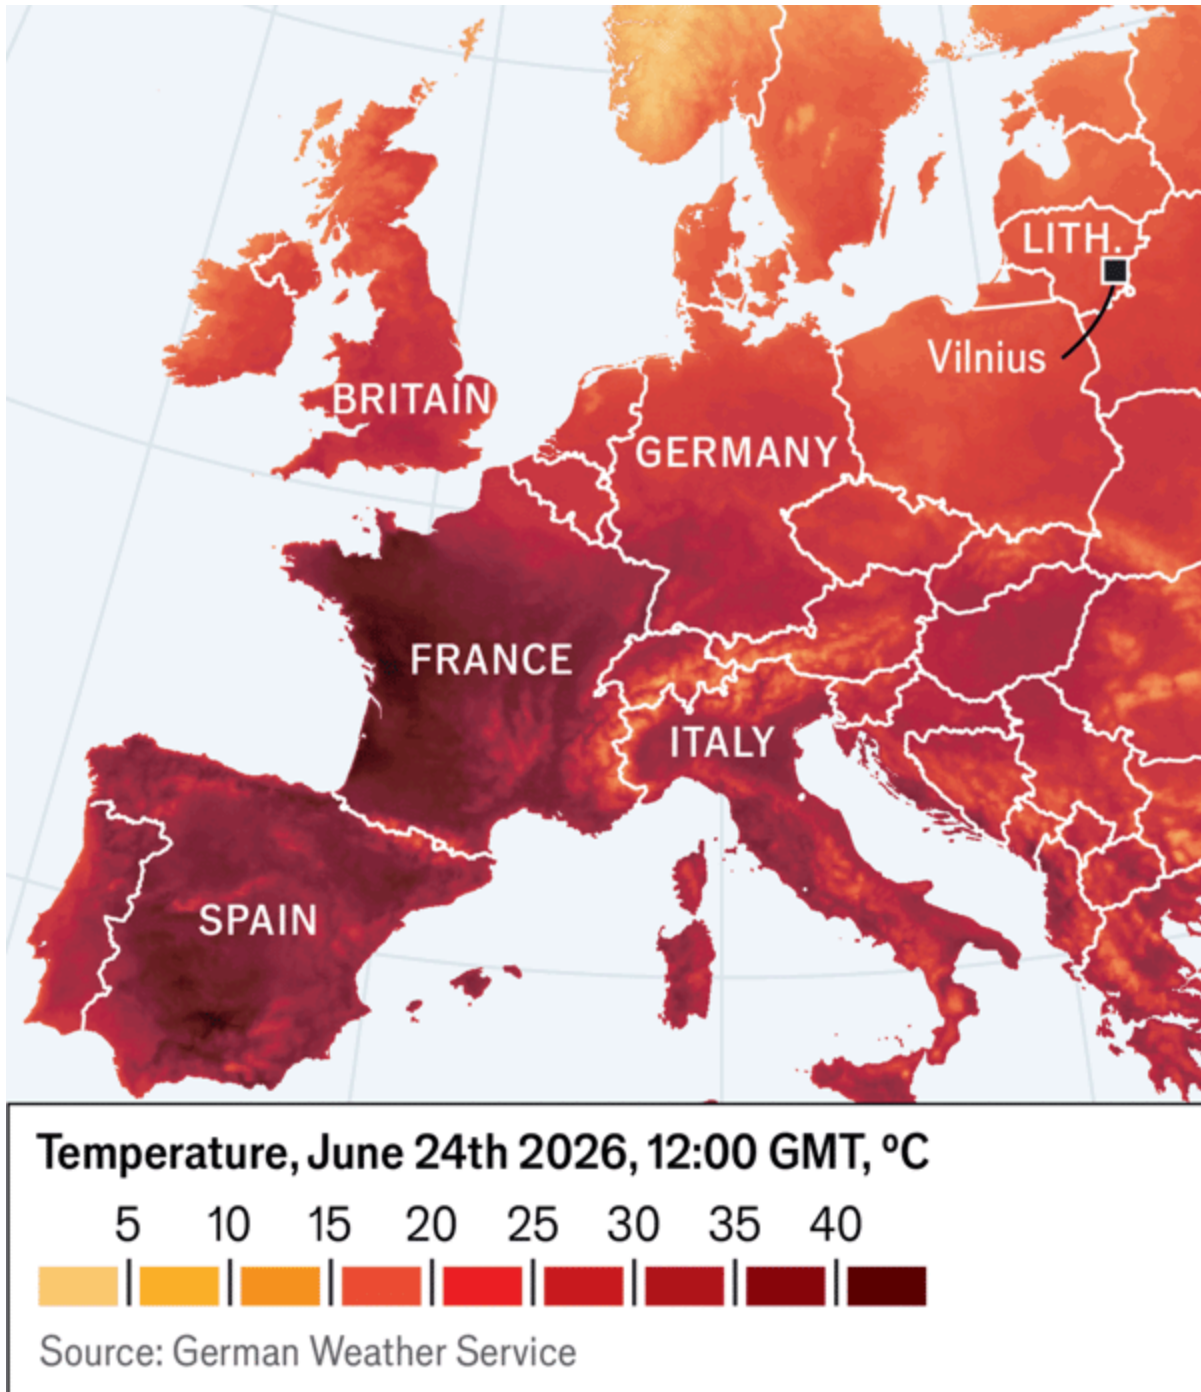 LITH.
Vilnius
BRITAIN
GERMANY
FRANCE
ITALY
SPAIN
Temperature, June 24th 2026, 12:00 GMT, ºC
5 10 15 20 25 30 35 40
Source: German Weather Service